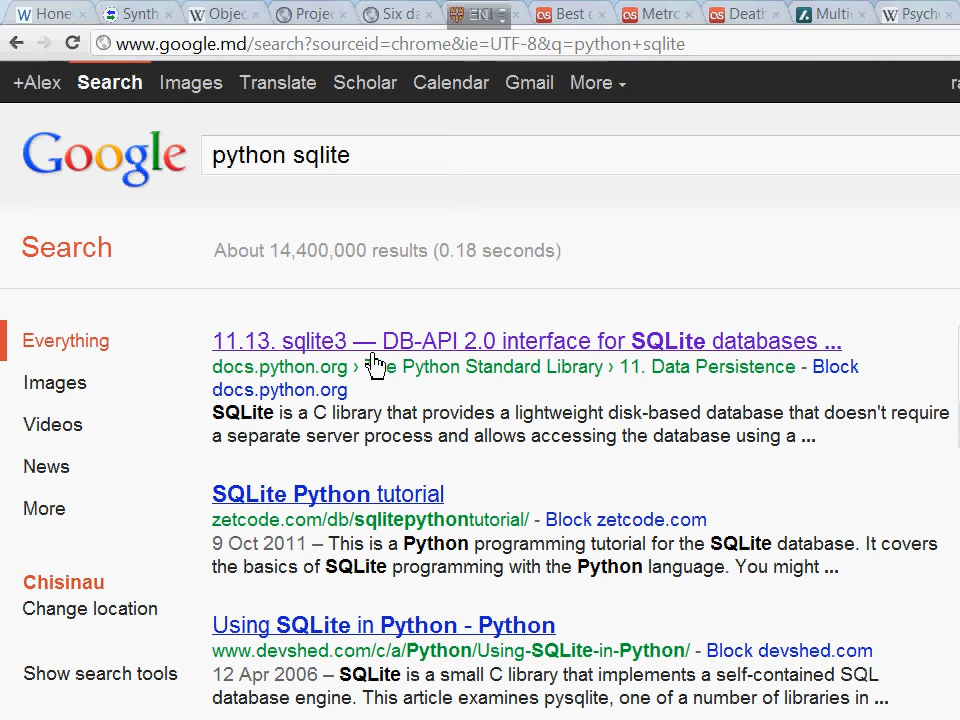 Hone Synth Objec Projec Six da EN Best Metro Death Multi Psych
www.google.md/search?sourceid=chrome&ie=UTF-8&q=python+sqlite
+Alex Search Images Translate Scholar Calendar Gmail More
Google python sqlite
Search About 14,400,000 results (0.18 seconds)
Everything
Images
Videos
News
More
Chisinau
Change location
Show search tools
11.13. sqlite3 — DB-API 2.0 interface for SQLite databases ...
docs.python.org › The Python Standard Library › 11. Data Persistence - Block
docs.python.org
SQLite is a C library that provides a lightweight disk-based database that doesn't require
a separate server process and allows accessing the database using a ...
SQLite Python tutorial
zetcode.com/db/sqlitepythontutorial/ - Block zetcode.com
9 Oct 2011 – This is a Python programming tutorial for the SQLite database. It covers
the basics of SQLite programming with the Python language. You might ...
Using SQLite in Python - Python
www.devshed.com/c/a/Python/Using-SQLite-in-Python/ - Block devshed.com
12 Apr 2006 – SQLite is a small C library that implements a self-contained SQL
database engine. This article examines pysqlite, one of a number of libraries in ...